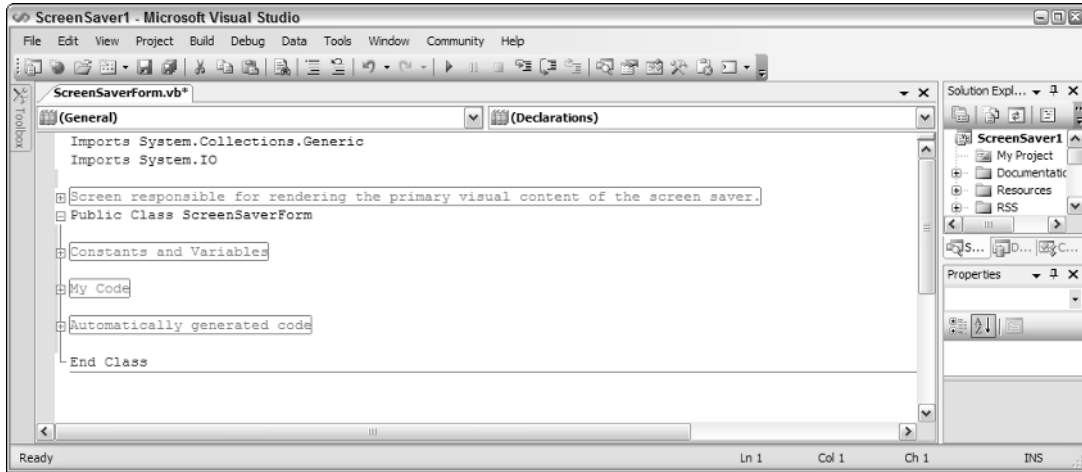 ScreenSaver1 - Microsoft Visual Studio
File Edit View Project Build Debug Data Tools Window Community Help
Toolbox
ScreenSaverForm.vb*
(General) (Declarations)
Imports System.Collections.Generic
Imports System.IO
Screen responsible for rendering the primary visual content of the screen saver.
Public Class ScreenSaverForm
Constants and Variables
My Code
Automatically generated code
End Class
Solution Expl...
ScreenSaver1
My Project
Documentatic
Resources
RSS
S... D... C...
Properties
Ready Ln 1 Col 1 Ch 1 INS